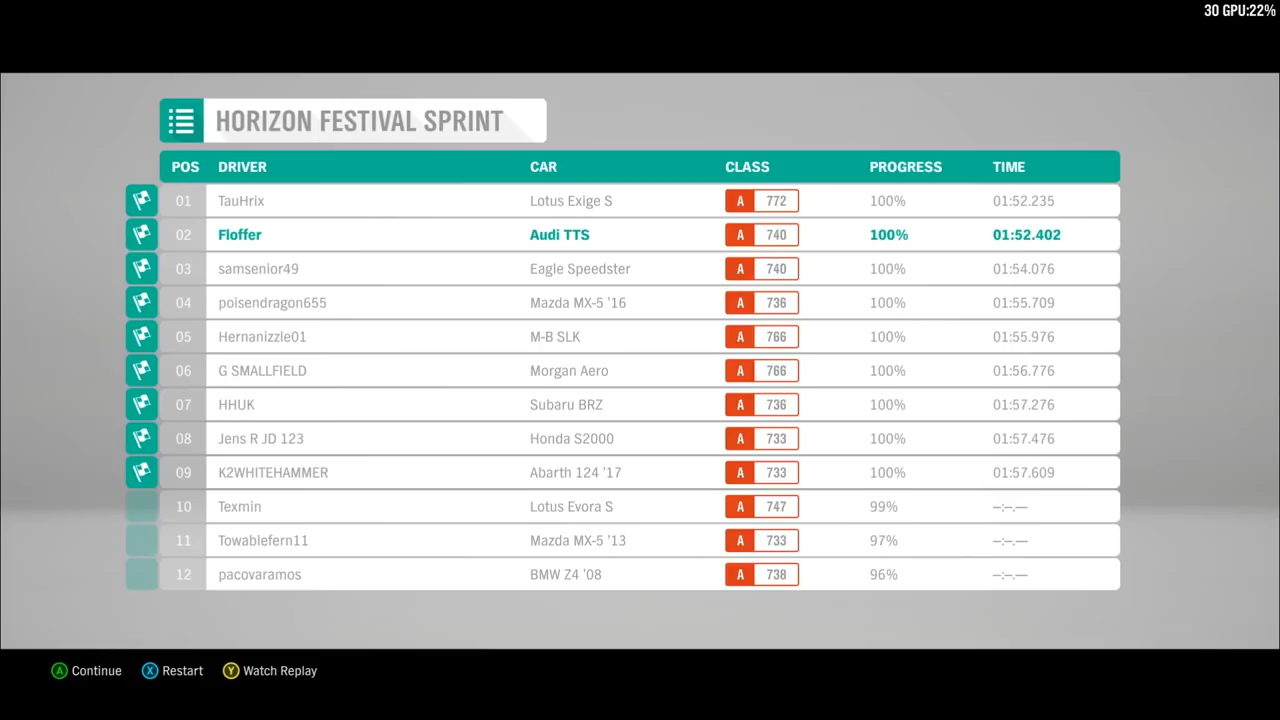 30 GPU:22%
HORIZON FESTIVAL SPRINT
POS DRIVER CAR CLASS PROGRESS TIME
01 TauHrix Lotus Exige S A 772 100% 01:52.235
02 Floffer Audi TTS A 740 100% 01:52.402
03 samsenior49 Eagle Speedster A 740 100% 01:54.076
04 poisendragon655 Mazda MX-5 '16 A 736 100% 01:55.709
05 Hernanizzle01 M-B SLK A 766 100% 01:55.976
06 G SMALLFIELD Morgan Aero A 766 100% 01:56.776
07 HHUK Subaru BRZ A 736 100% 01:57.276
08 Jens R JD 123 Honda S2000 A 733 100% 01:57.476
09 K2WHITEHAMMER Abarth 124 '17 A 733 100% 01:57.609
10 Texmin Lotus Evora S A 747 99% –:–.––
11 Towablefern11 Mazda MX-5 '13 A 733 97% –:–.––
12 pacovaramos BMW Z4 '08 A 738 96% –:–.––
A Continue X Restart Y Watch Replay